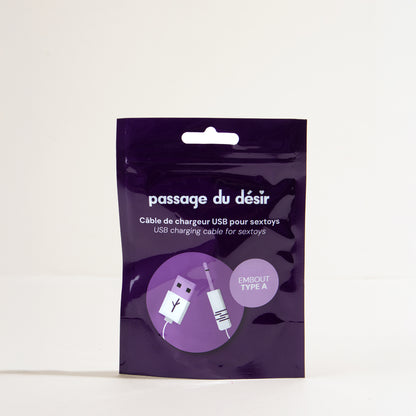 passage du désir
Câble de chargeur USB pour sextoys
USB charging cable for sextoys
EMBOUT
TYPE A